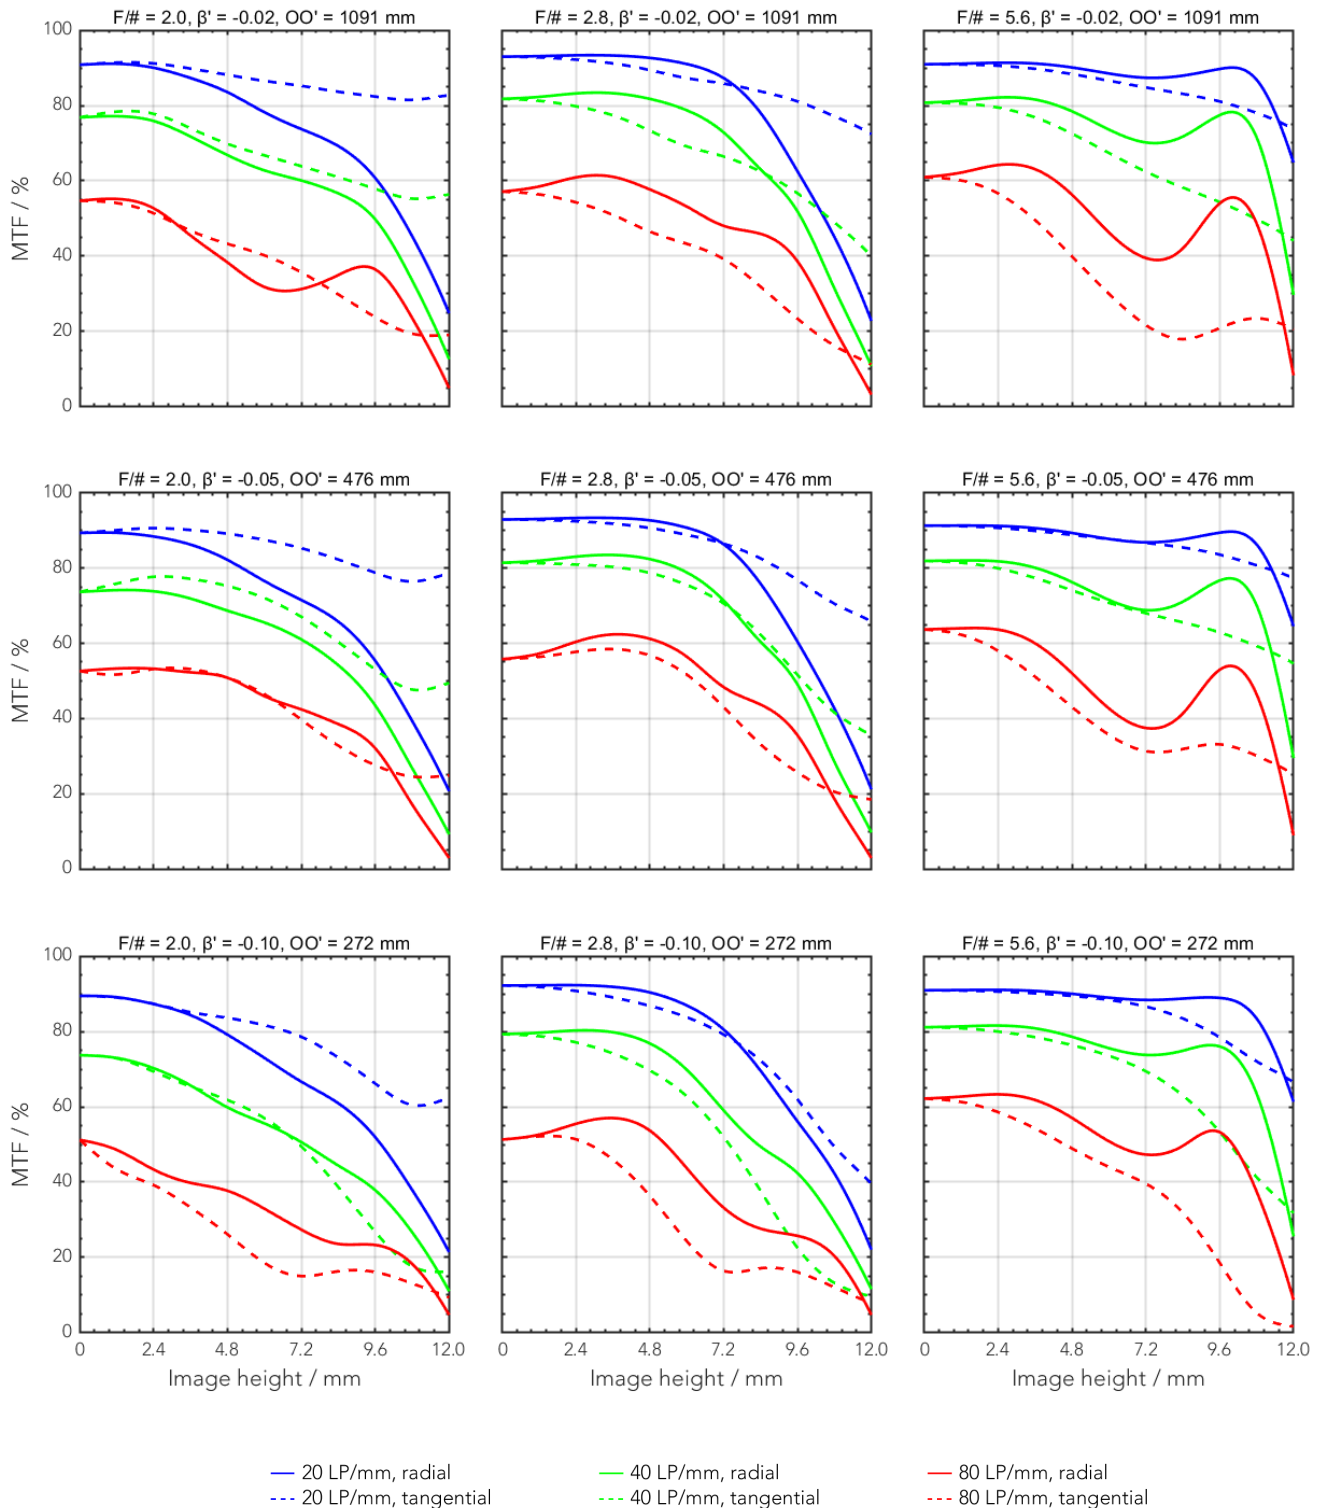 F/# = 2.0, β' = -0.02, OO' = 1091 mm
F/# = 2.8, β' = -0.02, OO' = 1091 mm
F/# = 5.6, β' = -0.02, OO' = 1091 mm
100
80
60
40
20
0
MTF / %
F/# = 2.0, β' = -0.05, OO' = 476 mm
F/# = 2.8, β' = -0.05, OO' = 476 mm
F/# = 5.6, β' = -0.05, OO' = 476 mm
100
80
60
40
20
0
MTF / %
F/# = 2.0, β' = -0.10, OO' = 272 mm
F/# = 2.8, β' = -0.10, OO' = 272 mm
F/# = 5.6, β' = -0.10, OO' = 272 mm
100
80
60
40
20
0
MTF / %
0 2.4 4.8 7.2 9.6 12.0
0 2.4 4.8 7.2 9.6 12.0
0 2.4 4.8 7.2 9.6 12.0
Image height / mm
Image height / mm
Image height / mm
20 LP/mm, radial
40 LP/mm, radial
80 LP/mm, radial
20 LP/mm, tangential
40 LP/mm, tangential
80 LP/mm, tangential